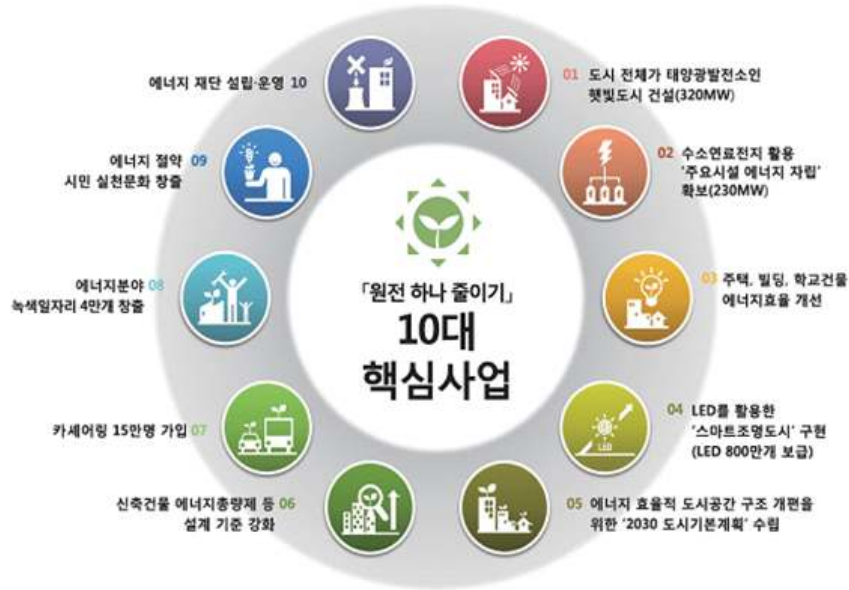 「원전 하나 줄이기」
10대
핵심사업
01 도시 전체가 태양광발전소인
햇빛도시 건설(320MW)
02 수소연료전지 활용
'주요시설 에너지 자립'
확보(230MW)
03 주택, 빌딩, 학교건물
에너지효율 개선
04 LED를 활용한
'스마트조명도시' 구현
(LED 800만개 보급)
LED
05 에너지 효율적 도시공간 구조 개편을
위한 '2030 도시기본계획' 수립
신축건물 에너지총량제 등 06
설계 기준 강화
카셰어링 15만명 가입 07
에너지분야 08
녹색일자리 4만개 창출
에너지 절약 09
시민 실천문화 창출
에너지 재단 설립·운영 10